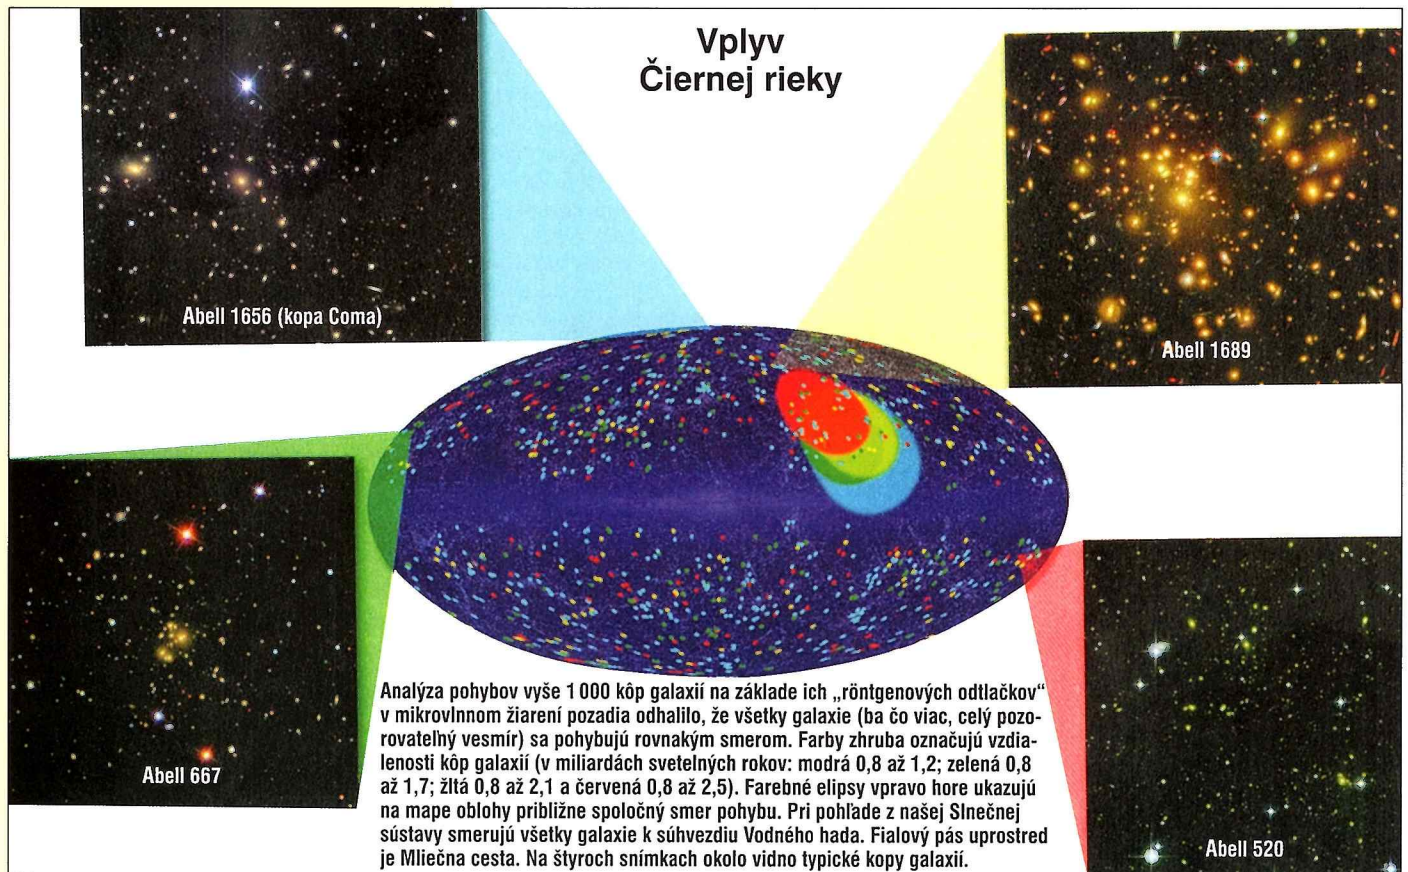 Vplyv
Čiernej rieky
Abell 1656 (kopa Coma)
Abell 1689
Abell 667
Abell 520
Analýza pohybov vyše 1 000 kôp galaxií na základe ich „röntgenových odtlačkov“
v mikrovlnnom žiarení pozadia odhalilo, že všetky galaxie (ba čo viac, celý pozo-
rovateľný vesmír) sa pohybujú rovnakým smerom. Farby zhruba označujú vzdia-
lenosti kôp galaxií (v miliardách svetelných rokov: modrá 0,8 až 1,2; zelená 0,8
až 1,7; žltá 0,8 až 2,1 a červená 0,8 až 2,5). Farebné elipsy vpravo hore ukazujú
na mape oblohy približne spoločný smer pohybu. Pri pohľade z našej Slnečnej
sústavy smerujú všetky galaxie k súhvezdiu Vodného hada. Fialový pás uprostred
je Mliečna cesta. Na štyroch snímkach okolo vidno typické kopy galaxií.